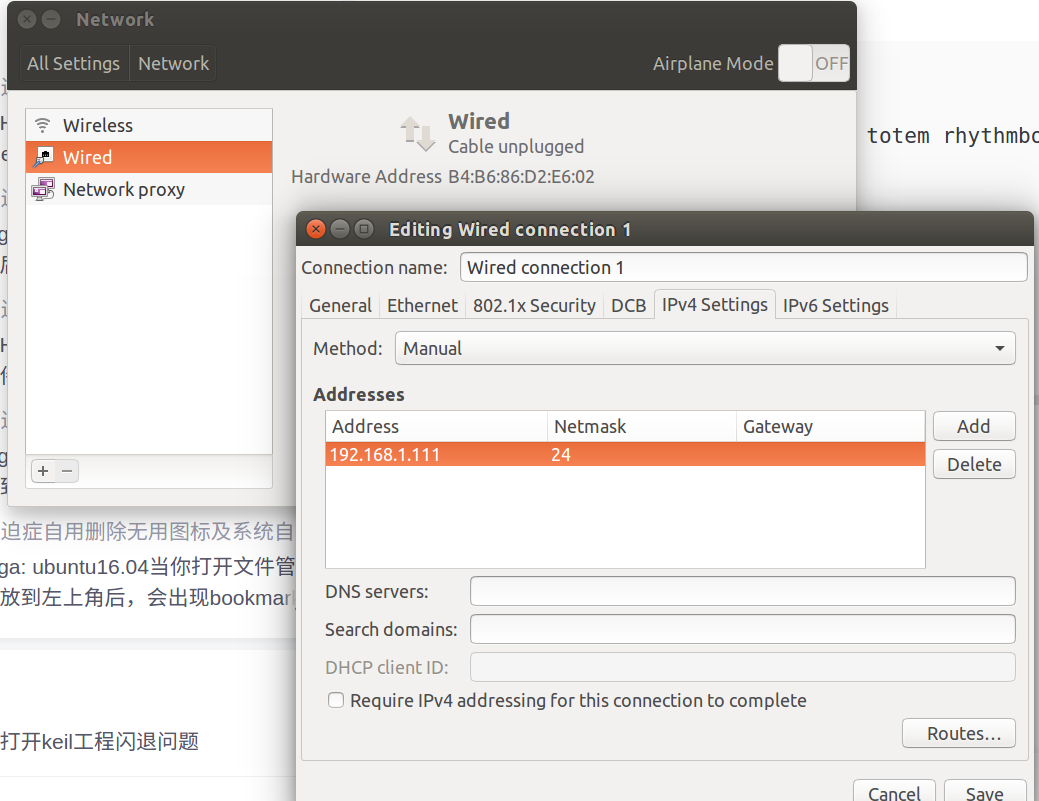 Network
All Settings
Network
Airplane Mode
OFF
Wireless
Wired
Network proxy
Wired
Cable unplugged
Hardware Address B4:B6:86:D2:E6:02
totem
Editing Wired connection 1
Connection name: Wired connection 1
General Ethernet 802.1x Security DCB IPv4 Settings IPv6 Settings
Method: Manual
Addresses
Address Netmask Gateway
192.168.1.111 24
Add
Delete
DNS servers:
Search domains:
DHCP client ID:
Require IPv4 addressing for this connection to complete
Routes...
Cancel Save
迫症自用删除无用图标及系统自
ga: ubuntu16.04当你打开文件管
放到左上角后，会出现bookmar
打开keil工程闪退问题